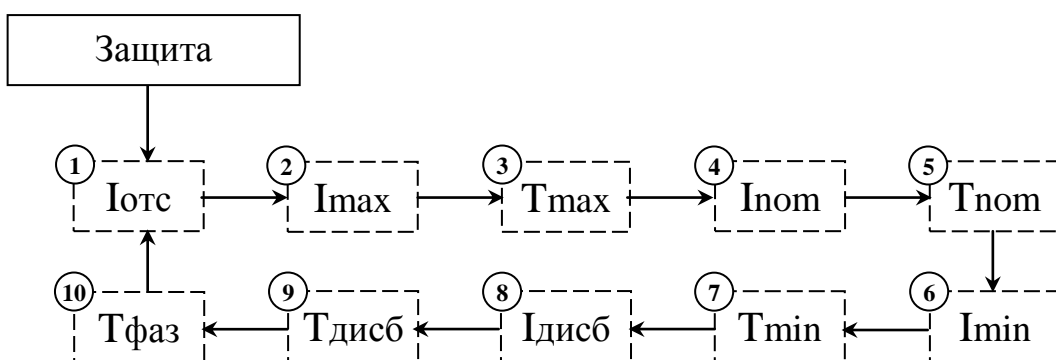 Защита
1 2 3 4 5
Iотс Imax Tmax Inom Tnom
10 9 8 7 6
Tфаз Tдисб Iдисб Tmin Imin